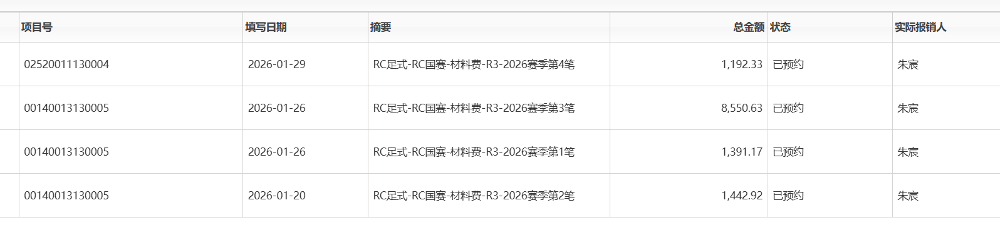 项目号 填写日期 摘要 总金额 状态 实际报销人
02520011130004 2026-01-29 RC足式-RC国赛-材料费-R3-2026赛季第4笔 1,192.33 已预约 朱宸
00140013130005 2026-01-26 RC足式-RC国赛-材料费-R3-2026赛季第3笔 8,550.63 已预约 朱宸
00140013130005 2026-01-26 RC足式-RC国赛-材料费-R3-2026赛季第1笔 1,391.17 已预约 朱宸
00140013130005 2026-01-20 RC足式-RC国赛-材料费-R3-2026赛季第2笔 1,442.92 已预约 朱宸